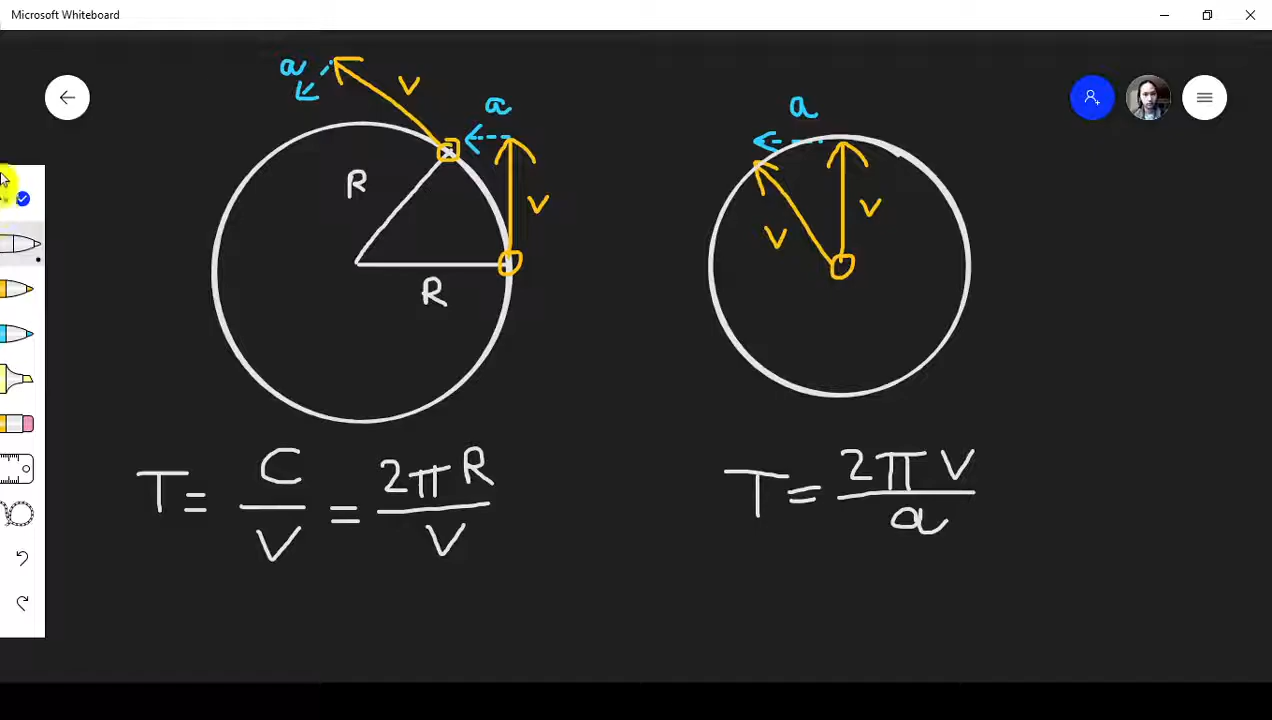 Microsoft Whiteboard
a
v
a
v
R
R
a
v
v
T = C/V = 2πR/V
T = 2πV/a